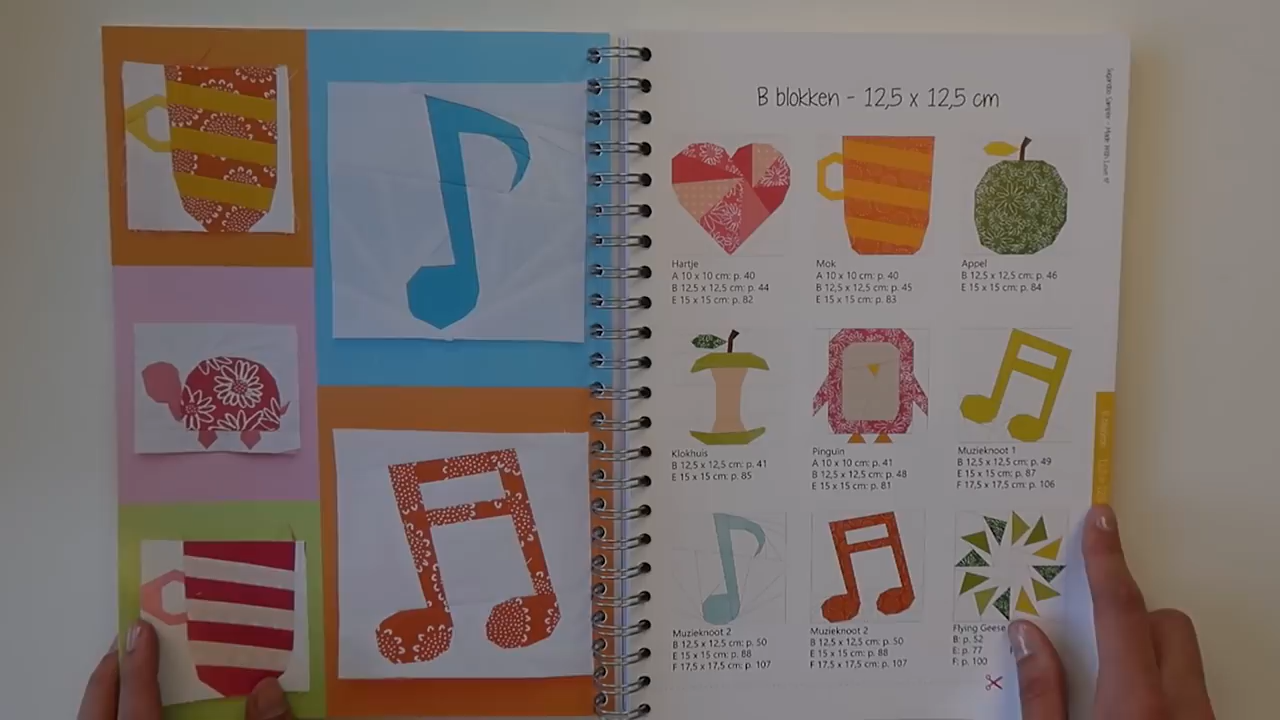 B blokken - 12,5 x 12,5 cm
Hartje
A 10 x 10 cm: p. 40
B 12,5 x 12,5 cm: p. 44
E 15 x 15 cm: p. 82
Mok
A 10 x 10 cm: p. 40
B 12,5 x 12,5 cm: p. 45
E 15 x 15 cm: p. 83
Appel
B 12,5 x 12,5 cm: p. 46
E 15 x 15 cm: p. 84
Klokhuis
B 12,5 x 12,5 cm: p. 41
E 15 x 15 cm: p. 85
Pinguin
A 10 x 10 cm: p. 41
B 12,5 x 12,5 cm: p. 48
E 15 x 15 cm: p. 81
Muzieknoot 1
B 12,5 x 12,5 cm: p. 49
E 15 x 15 cm: p. 87
F 17,5 x 17,5 cm: p. 106
Muzieknoot 2
B 12,5 x 12,5 cm: p. 50
E 15 x 15 cm: p. 88
F 17,5 x 17,5 cm: p. 107
Muzieknoot 2
B 12,5 x 12,5 cm: p. 50
E 15 x 15 cm: p. 88
F 17,5 x 17,5 cm: p. 107
Flying Geese
B: p. 52
E: p. 77
F: p. 100